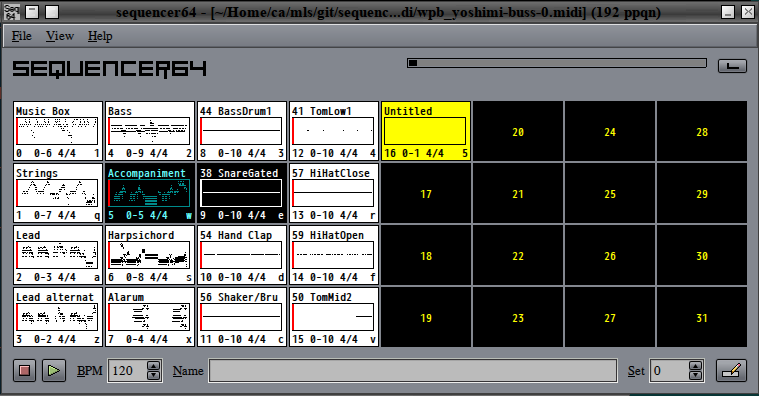 Seq 64
sequencer64 - [~/Home/ca/mls/git/sequenc...di/wpb_yoshimi-buss-0.midi] (192 ppqn)
File View Help
SEQUENCER64
L
Music Box
0 0-6 4/4 1
Bass
4 0-9 4/4 2
44 BassDrum1
8 0-10 4/4 3
41 TomLow1
12 0-10 4/4 4
Untitled
16 0-1 4/4 5
20
24
28
Strings
1 0-7 4/4 q
Accompaniment
5 0-5 4/4 w
38 SnareGated
9 0-10 4/4 e
57 HiHatClose
13 0-10 4/4 r
17
21
25
29
Lead
2 0-3 4/4 a
Harpsichord
6 0-8 4/4 s
54 Hand Clap
10 0-10 4/4 d
59 HiHatOpen
14 0-10 4/4 f
18
22
26
30
Lead alternat
3 0-2 4/4 z
Alarum
7 0-4 4/4 x
56 Shaker/Bru
11 0-10 4/4 c
50 TomMid2
15 0-10 4/4 v
19
23
27
31
BPM 120 Name Set 0